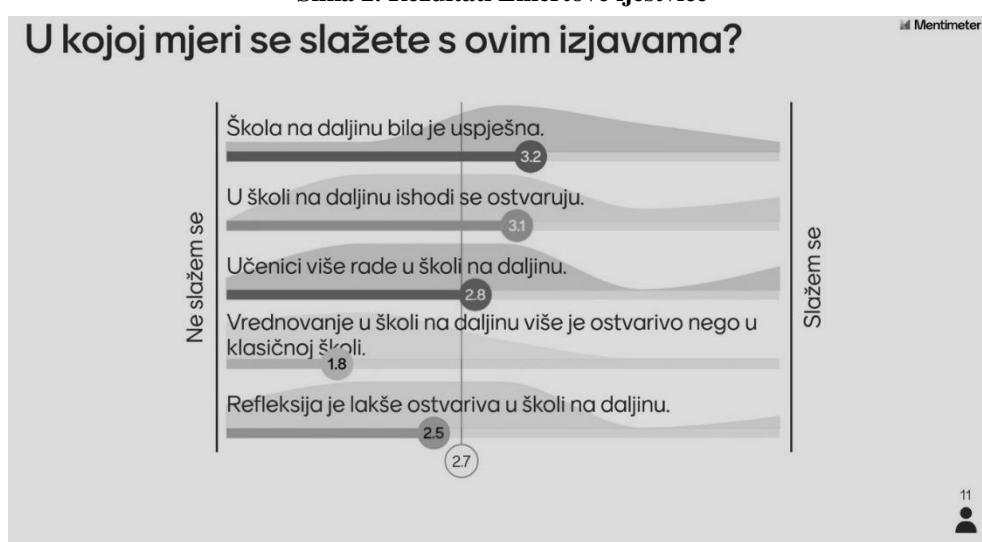 U kojoj mjeri se slažete s ovim izjavama?
Mentimeter
Škola na daljinu bila je uspješna.
3.2
U školi na daljinu ishodi se ostvaruju.
3.1
Učenici više rade u školi na daljinu.
2.8
Vrednovanje u školi na daljinu više je ostvarivo nego u
klasičnoj školi.
1.8
Refleksija je lakše ostvariva u školi na daljinu.
2.5
2.7
Ne slažem se
Slažem se
11